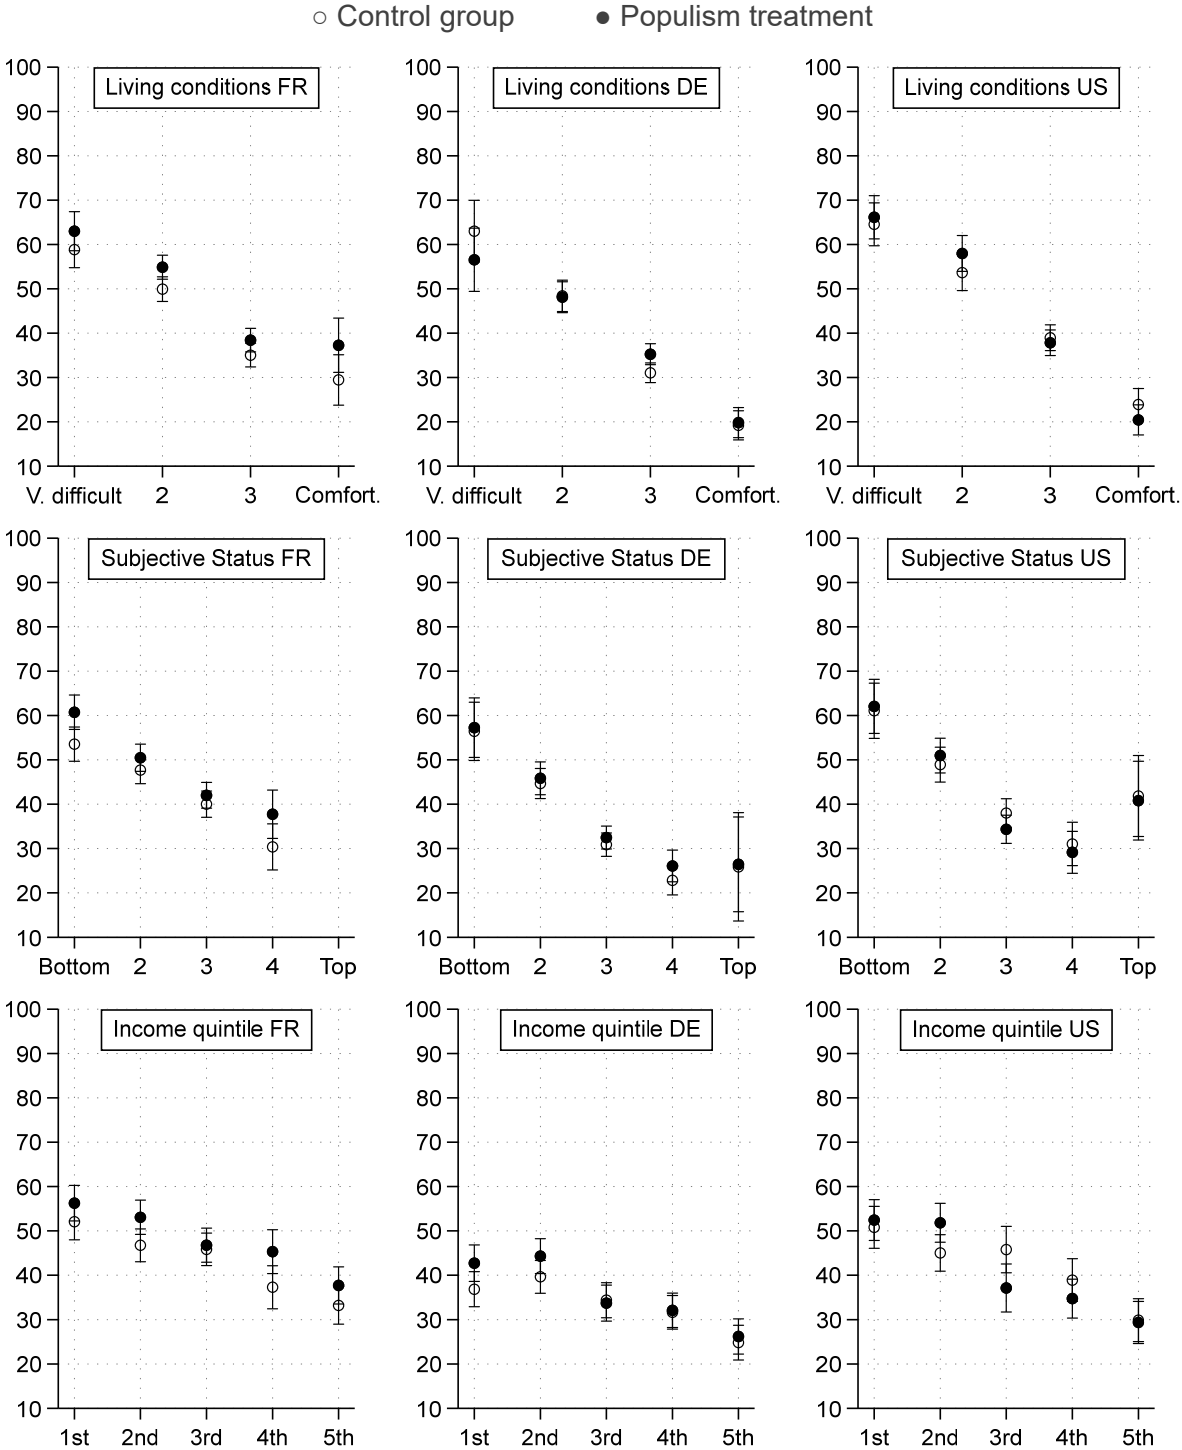 ○ Control group ● Populism treatment
Living conditions FR Living conditions DE Living conditions US
100 100 100
90 90 90
80 80 80
70 70 70
60 60 60
50 50 50
40 40 40
30 30 30
20 20 20
10 10 10
V. difficult 2 3 Comfort. V. difficult 2 3 Comfort. V. difficult 2 3 Comfort.
Subjective Status FR Subjective Status DE Subjective Status US
100 100 100
90 90 90
80 80 80
70 70 70
60 60 60
50 50 50
40 40 40
30 30 30
20 20 20
10 10 10
Bottom 2 3 4 Top Bottom 2 3 4 Top Bottom 2 3 4 Top
Income quintile FR Income quintile DE Income quintile US
100 100 100
90 90 90
80 80 80
70 70 70
60 60 60
50 50 50
40 40 40
30 30 30
20 20 20
10 10 10
1st 2nd 3rd 4th 5th 1st 2nd 3rd 4th 5th 1st 2nd 3rd 4th 5th